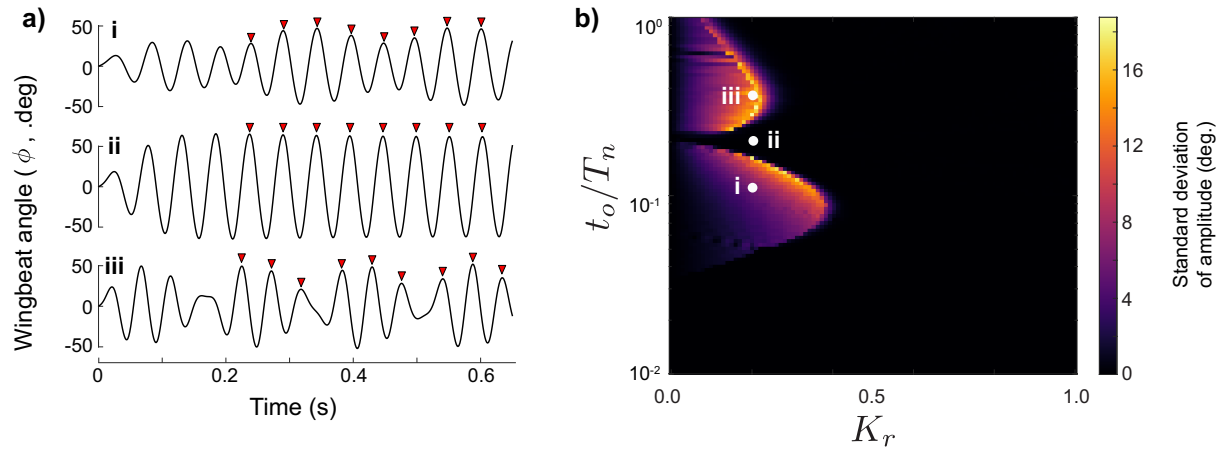 a)
Wingbeat angle (ϕ , .deg)
i
50
0
-50
ii
50
0
-50
iii
50
0
-50
0
0.2
0.4
0.6
Time (s)
b)
t_o/T_n
10⁰
10⁻¹
10⁻²
iii
ii
i
0.0
0.5
1.0
K_r
16
12
8
4
0
Standard deviation
of amplitude (deg.)